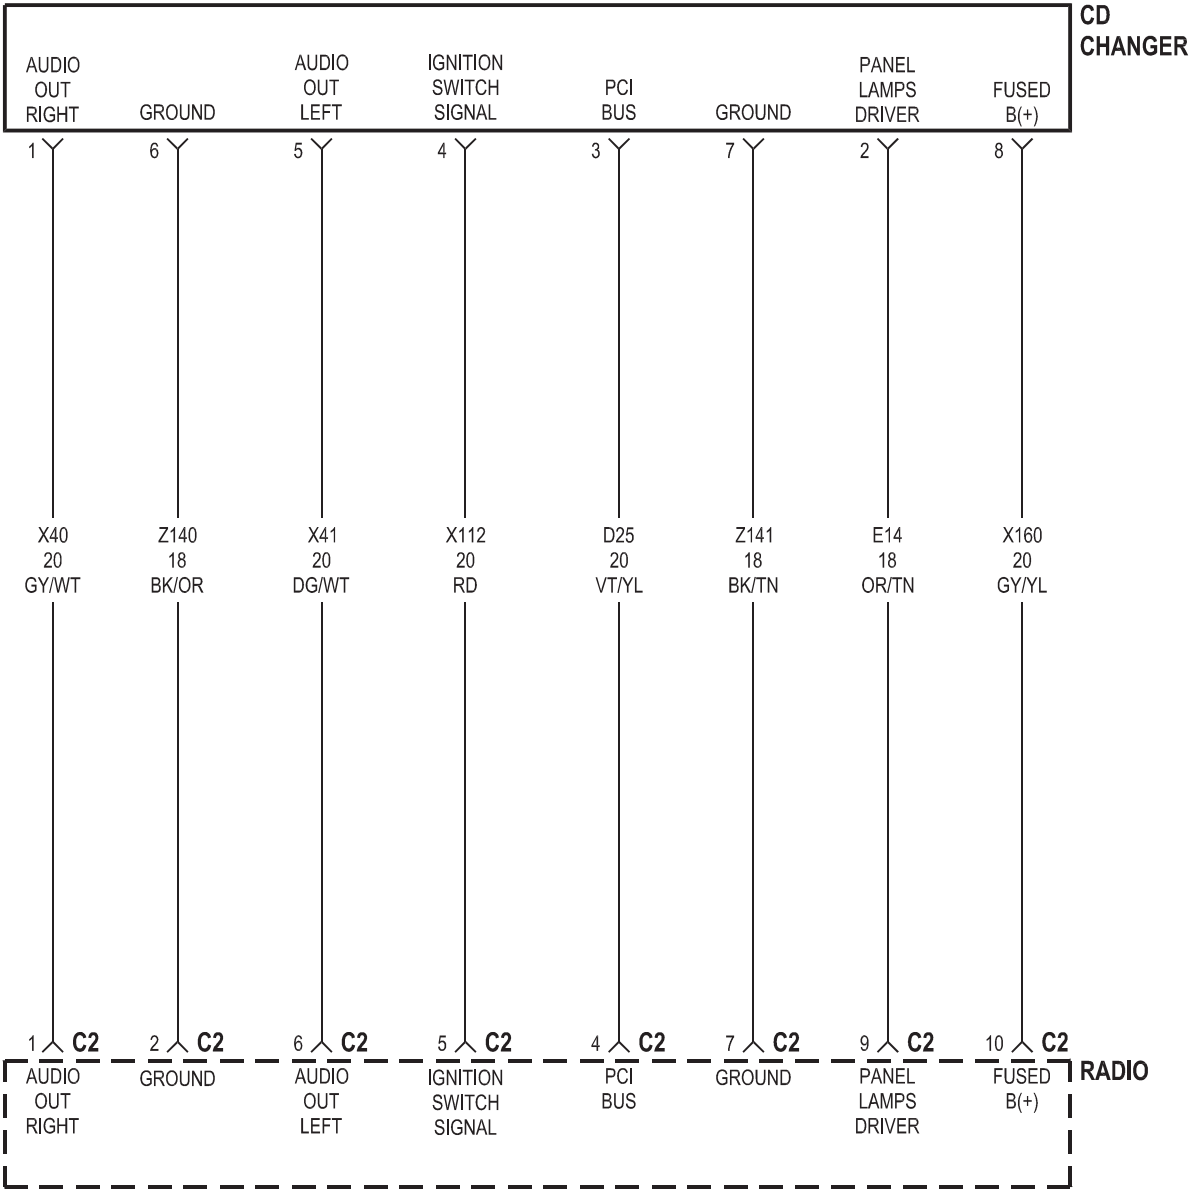 CD
CHANGER
AUDIO
OUT
RIGHT
GROUND
AUDIO
OUT
LEFT
IGNITION
SWITCH
SIGNAL
PCI
BUS
GROUND
PANEL
LAMPS
DRIVER
FUSED
B(+)
1 6 5 4 3 7 2 8
X40
20
GY/WT
Z140
18
BK/OR
X41
20
DG/WT
X112
20
RD
D25
20
VT/YL
Z141
18
BK/TN
E14
18
OR/TN
X160
20
GY/YL
1 C2 2 C2 6 C2 5 C2 4 C2 7 C2 9 C2 10 C2
RADIO
AUDIO
OUT
RIGHT
GROUND
AUDIO
OUT
LEFT
IGNITION
SWITCH
SIGNAL
PCI
BUS
GROUND
PANEL
LAMPS
DRIVER
FUSED
B(+)